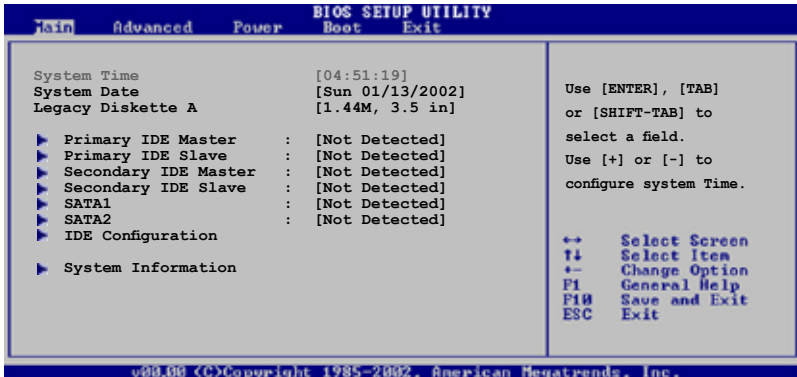 BIOS SETUP UTILITY
Main Advanced Power Boot Exit
System Time [04:51:19]
System Date [Sun 01/13/2002]
Legacy Diskette A [1.44M, 3.5 in]
Primary IDE Master : [Not Detected]
Primary IDE Slave : [Not Detected]
Secondary IDE Master : [Not Detected]
Secondary IDE Slave : [Not Detected]
SATA1 : [Not Detected]
SATA2 : [Not Detected]
IDE Configuration
System Information
Use [ENTER], [TAB]
or [SHIFT-TAB] to
select a field.
Use [+] or [-] to
configure system Time.
↔ Select Screen
↑↓ Select Item
+- Change Option
F1 General Help
F10 Save and Exit
ESC Exit
v00.00 (C)Copyright 1985-2002, American Megatrends, Inc.